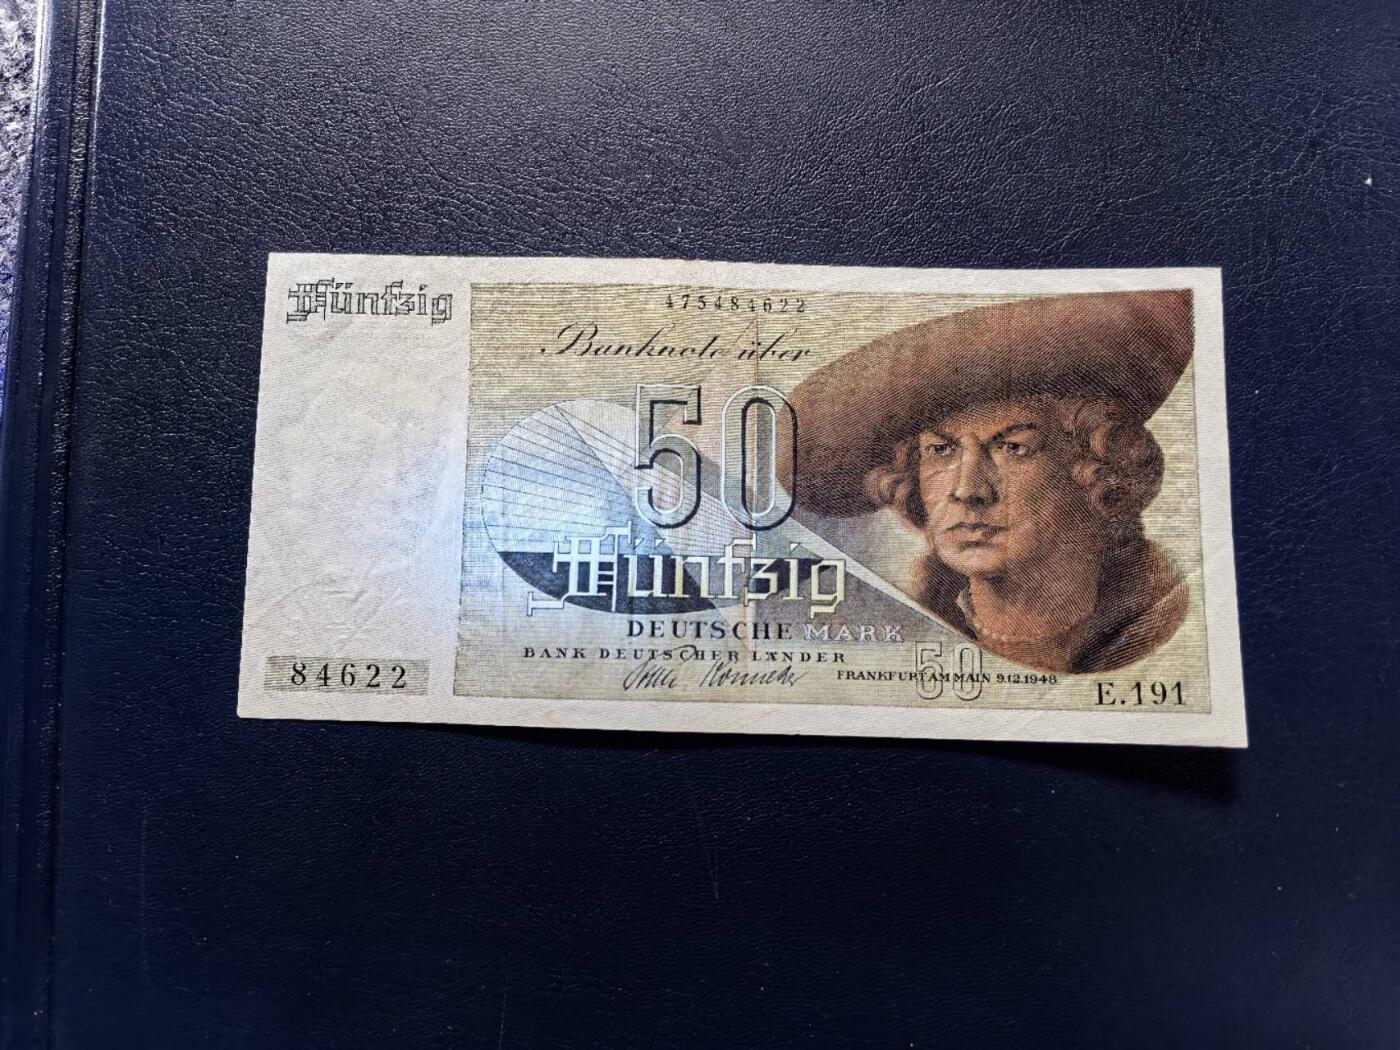 Fünfzig
475484622
Banknote über
50
Fünfzig
DEUTSCHE MARK
BANK DEUTSCHER LÄNDER
FRANKFURT AM MAIN 9.12.1948
50
84622
E.191